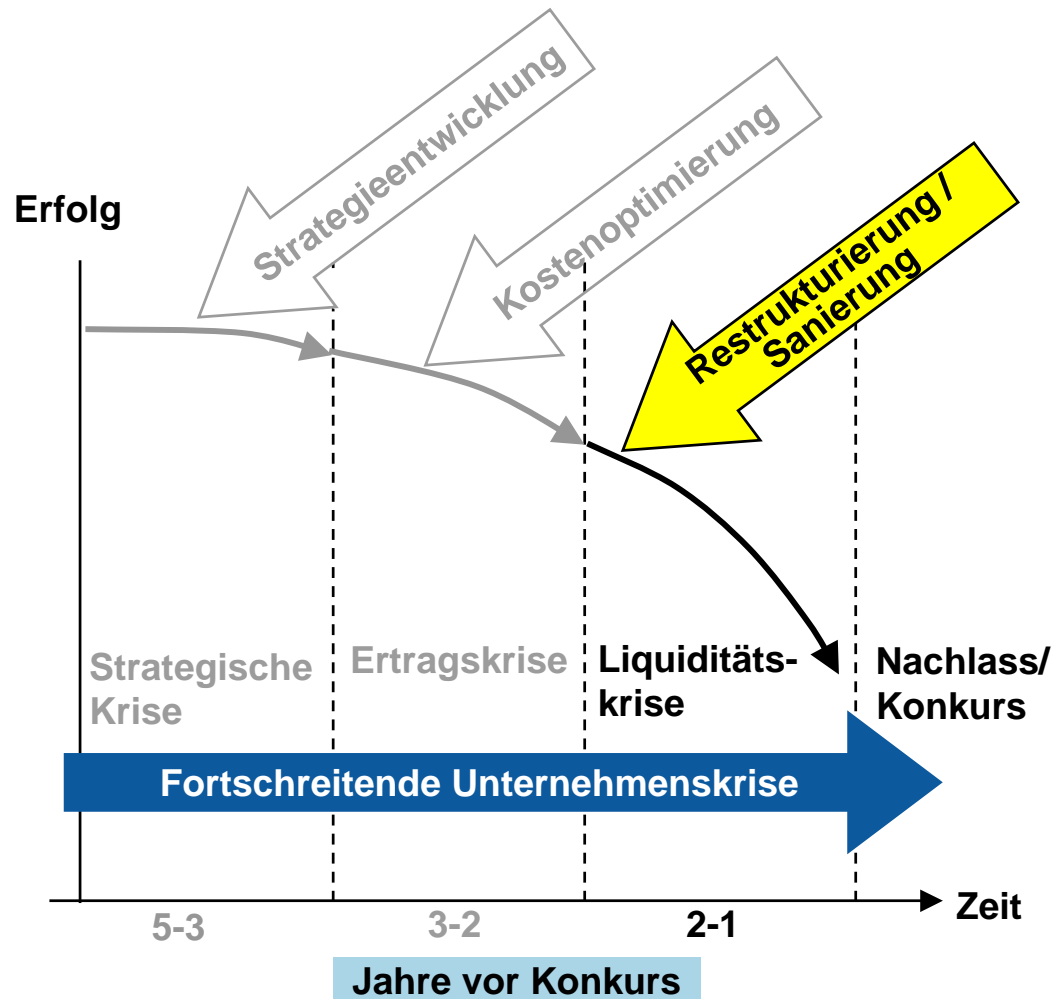 Strategieentwicklung
Kostenoptimierung
Restrukturierung /
Sanierung
Erfolg
Strategische
Krise
Ertragskrise
Liquiditäts-
krise
Nachlass/
Konkurs
Fortschreitende Unternehmenskrise
Zeit
5-3
3-2
2-1
Jahre vor Konkurs